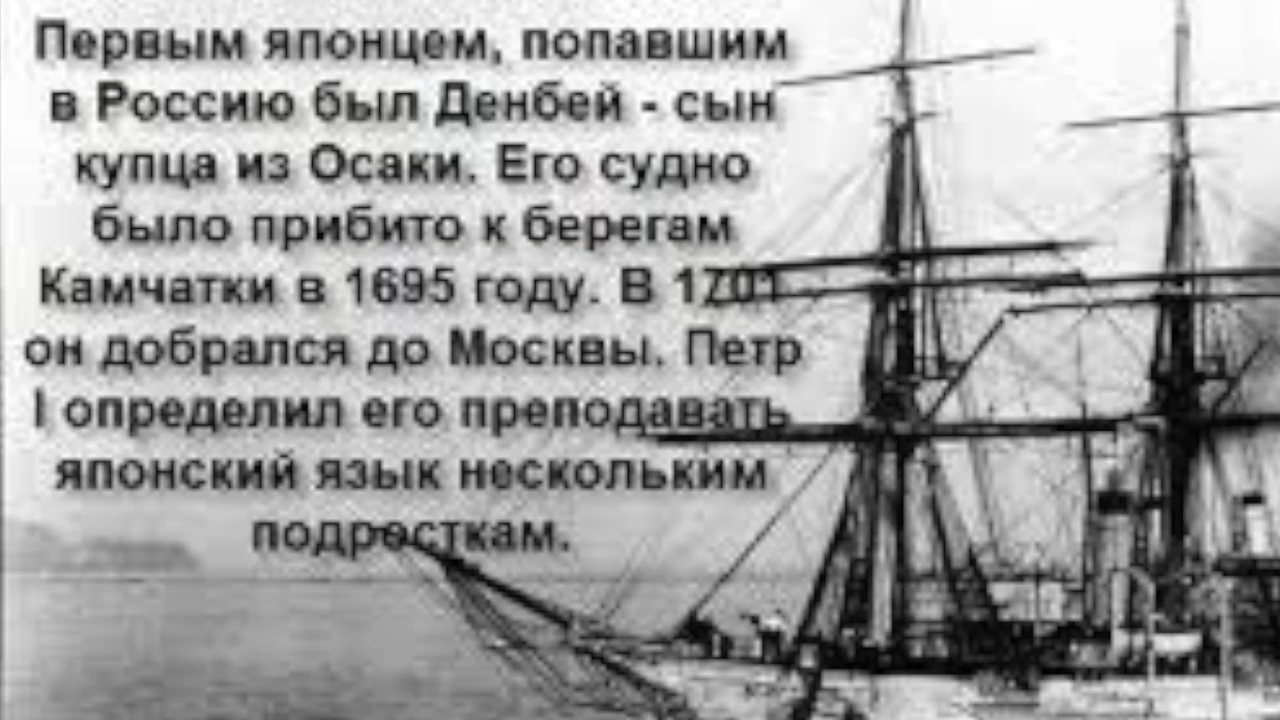 Первым японцем, попавшим
в Россию был Денбей - сын
купца из Осаки. Его судно
было прибито к берегам
Камчатки в 1695 году. В 1701
он добрался до Москвы. Петр
I определил его преподавать
японский язык нескольким
подросткам.